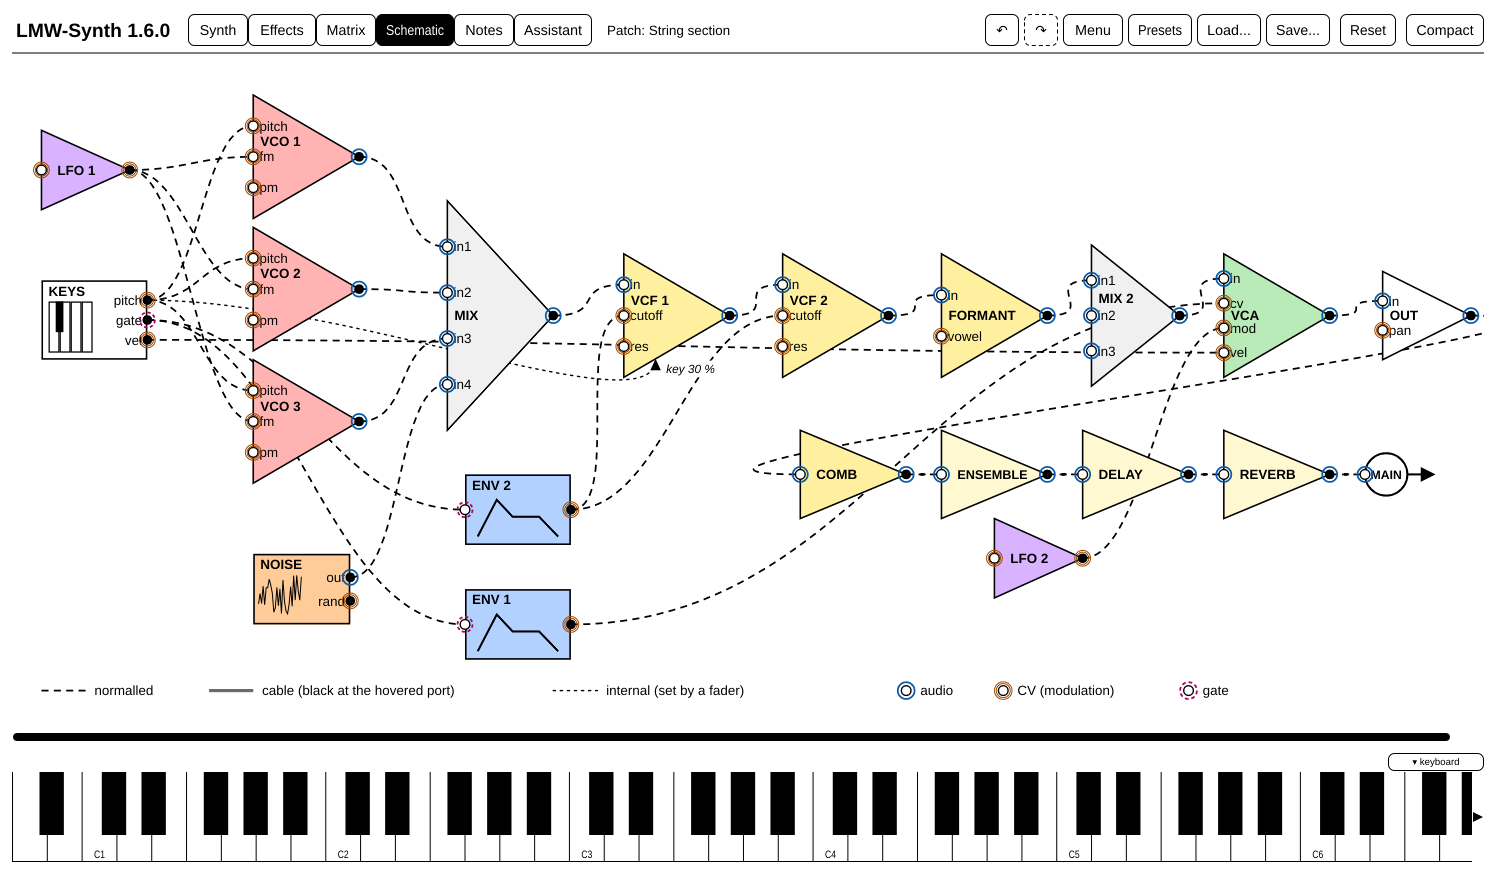 LMW-Synth 1.6.0 Synth Effects Matrix Schematic Notes Assistant Patch: String section ↶ ↷ Menu Presets Load... Save... Reset Compact
pitch
VCO 1
fm
pm
LFO 1
pitch
VCO 2
fm
pm
KEYS
pitch
gate
vel
pitch
VCO 3
fm
pm
in1
in2
MIX
in3
in4
in
VCF 1
cutoff
res
key 30 %
in
VCF 2
cutoff
res
in
FORMANT
vowel
in1
MIX 2
in2
in3
in
cv
VCA
mod
vel
in
OUT
pan
ENV 2
COMB
ENSEMBLE
DELAY
REVERB
MAIN
NOISE
out
rand
ENV 1
LFO 2
normalled
cable (black at the hovered port)
internal (set by a fader)
audio
CV (modulation)
gate
▾ keyboard
C1 C2 C3 C4 C5 C6